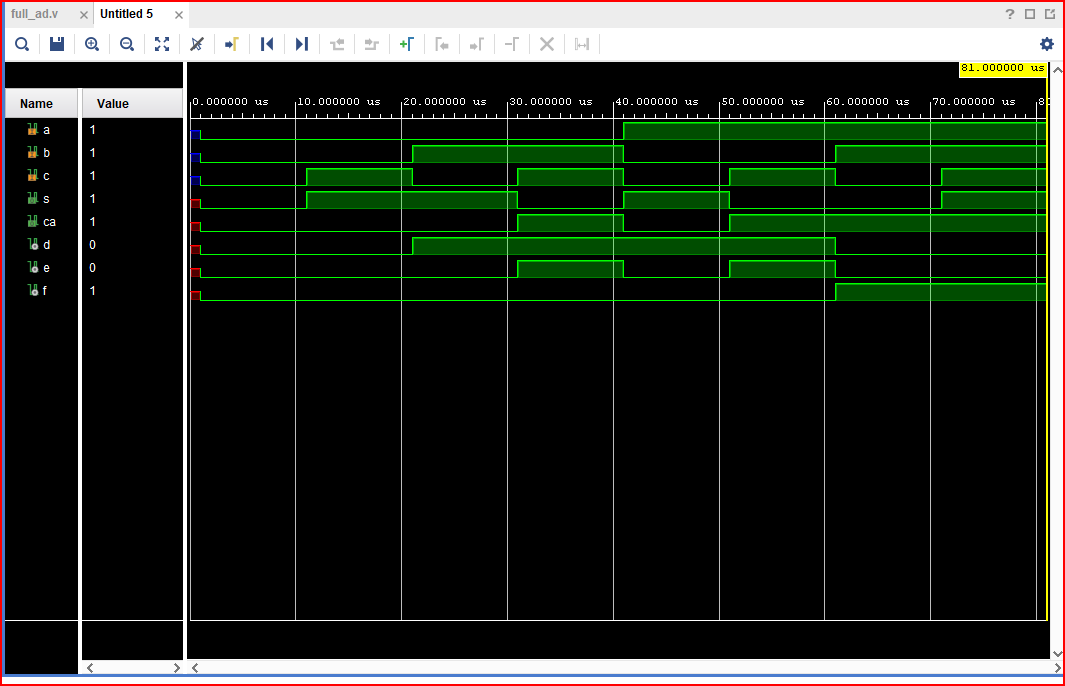 full_ad.v Untitled 5
81.000000 us
Name Value
0.000000 us 10.000000 us 20.000000 us 30.000000 us 40.000000 us 50.000000 us 60.000000 us 70.000000 us 80
a 1
b 1
c 1
s 1
ca 1
d 0
e 0
f 1